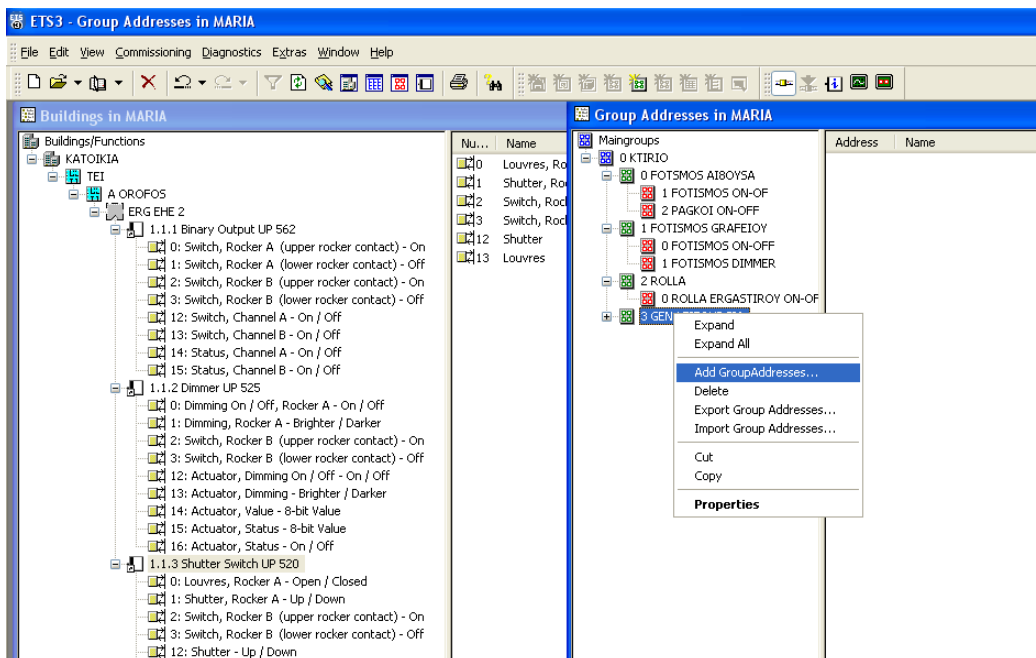 ETS3 - Group Addresses in MARIA
File Edit View Commissioning Diagnostics Extras Window Help
Buildings in MARIA
Buildings/Functions
KATOIKIA
TEI
A OROFOS
ERG EHE 2
1.1.1 Binary Output UP 562
0: Switch, Rocker A (upper rocker contact) - On
1: Switch, Rocker A (lower rocker contact) - Off
2: Switch, Rocker B (upper rocker contact) - On
3: Switch, Rocker B (lower rocker contact) - Off
12: Switch, Channel A - On / Off
13: Switch, Channel B - On / Off
14: Status, Channel A - On / Off
15: Status, Channel B - On / Off
1.1.2 Dimmer UP 525
0: Dimming On / Off, Rocker A - On / Off
1: Dimming, Rocker A - Brighter / Darker
2: Switch, Rocker B (upper rocker contact) - On
3: Switch, Rocker B (lower rocker contact) - Off
12: Actuator, Dimming On / Off - On / Off
13: Actuator, Dimming - Brighter / Darker
14: Actuator, Value - 8-bit Value
15: Actuator, Status - 8-bit Value
16: Actuator, Status - On / Off
1.1.3 Shutter Switch UP 520
0: Louvres, Rocker A - Open / Closed
1: Shutter, Rocker A - Up / Down
2: Switch, Rocker B (upper rocker contact) - On
3: Switch, Rocker B (lower rocker contact) - Off
12: Shutter - Up / Down
Nu... Name
0 Louvres, Ro
1 Shutter, Ro
2 Switch, Rocl
3 Switch, Rocl
12 Shutter
13 Louvres
Group Addresses in MARIA
Maingroups
0 KTIRIO
0 FOTSMOS AI8OYSA
1 FOTISMOS ON-OF
2 PAGKOI ON-OFF
1 FOTISMOS GRAFEIOY
0 FOTISMOS ON-OFF
1 FOTISMOS DIMMER
2 ROLLA
0 ROLLA ERGASTIROY ON-OF
3 GEN
Address Name
Expand
Expand All
Add GroupAddresses...
Delete
Export Group Addresses...
Import Group Addresses...
Cut
Copy
Properties